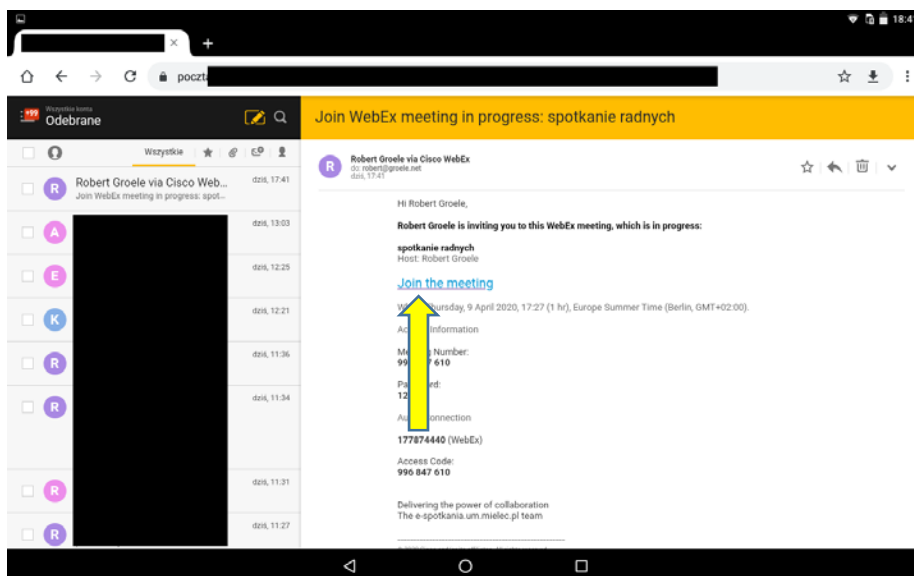 18:4
poczt
+99
Wszystkie konta
Odebrane
Wszystkie
R
Robert Groele via Cisco Web...
dziś, 17:41
Join WebEx meeting in progress: spot...
A
dziś, 13:03
E
dziś, 12:25
K
dziś, 12:21
R
dziś, 11:36
R
dziś, 11:34
R
dziś, 11:31
R
dziś, 11:27
Join WebEx meeting in progress: spotkanie radnych
R
Robert Groele via Cisco WebEx
do: robert@groele.net
dziś, 17:41
Hi Robert Groele,
Robert Groele is inviting you to this WebEx meeting, which is in progress:
spotkanie radnych
Host: Robert Groele
Join the meeting
Thursday, 9 April 2020, 17:27 (1 hr), Europe Summer Time (Berlin, GMT+02:00).
Information
Number:
610
177874440 (WebEx)
Access Code:
996 847 610
Delivering the power of collaboration
The e-spotkania.um.mielec.pl team